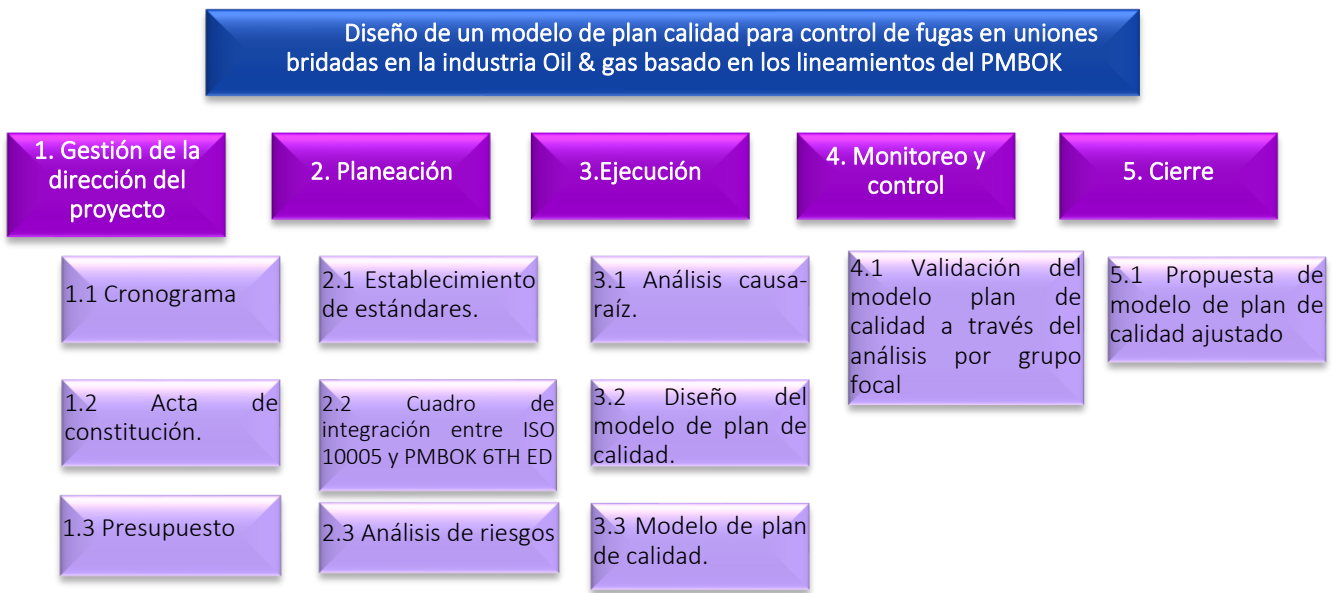 Diseño de un modelo de plan calidad para control de fugas en uniones
bridadas en la industria Oil & gas basado en los lineamientos del PMBOK
1. Gestión de la
dirección del
proyecto
2. Planeación
3.Ejecución
4. Monitoreo y
control
5. Cierre
1.1 Cronograma
1.2 Acta de
constitución.
1.3 Presupuesto
2.1 Establecimiento
de estándares.
2.2 Cuadro de
integración entre ISO
10005 y PMBOK 6TH ED
2.3 Análisis de riesgos
3.1 Análisis causa-
raíz.
3.2 Diseño del
modelo de plan de
calidad.
3.3 Modelo de plan
de calidad.
4.1 Validación del
modelo plan de
calidad a través del
análisis por grupo
focal
5.1 Propuesta de
modelo de plan de
calidad ajustado